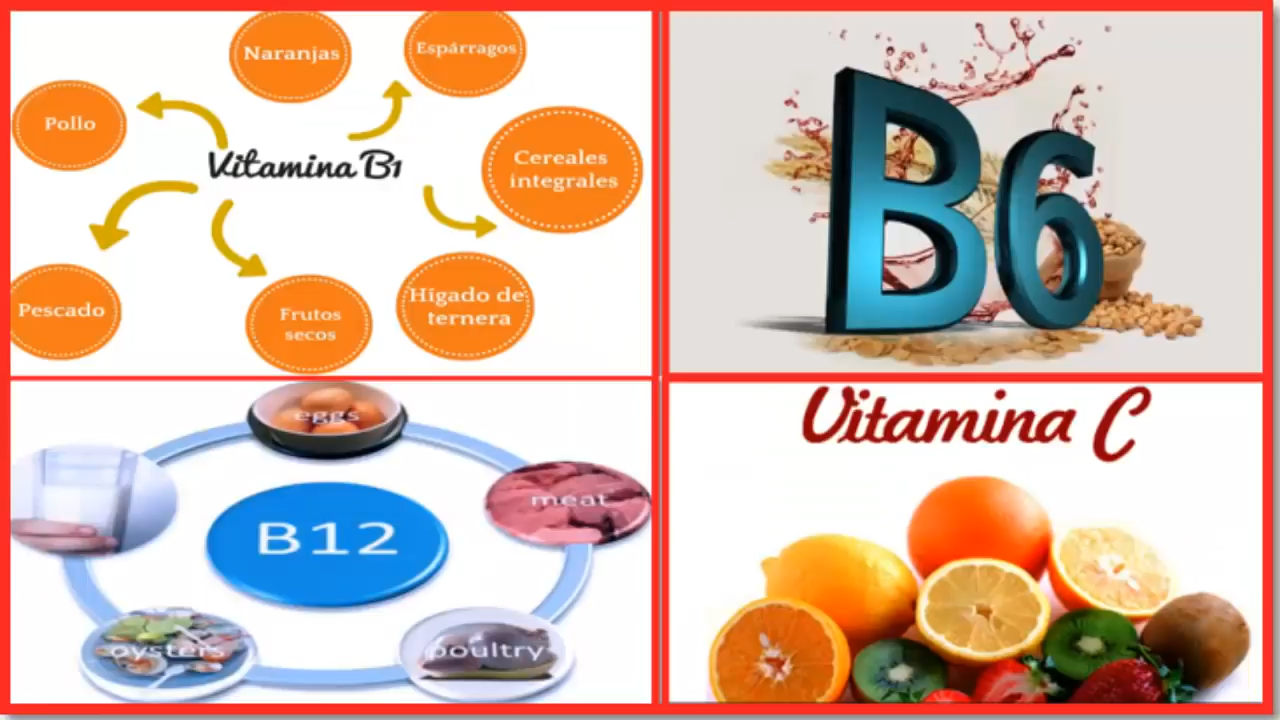 Naranjas
Espárragos
Pollo
Vitamina B1
Cereales
integrales
Pescado
Frutos
secos
Hígado de
ternera
B6
eggs
meat
B12
oysters
poultry
Vitamina C